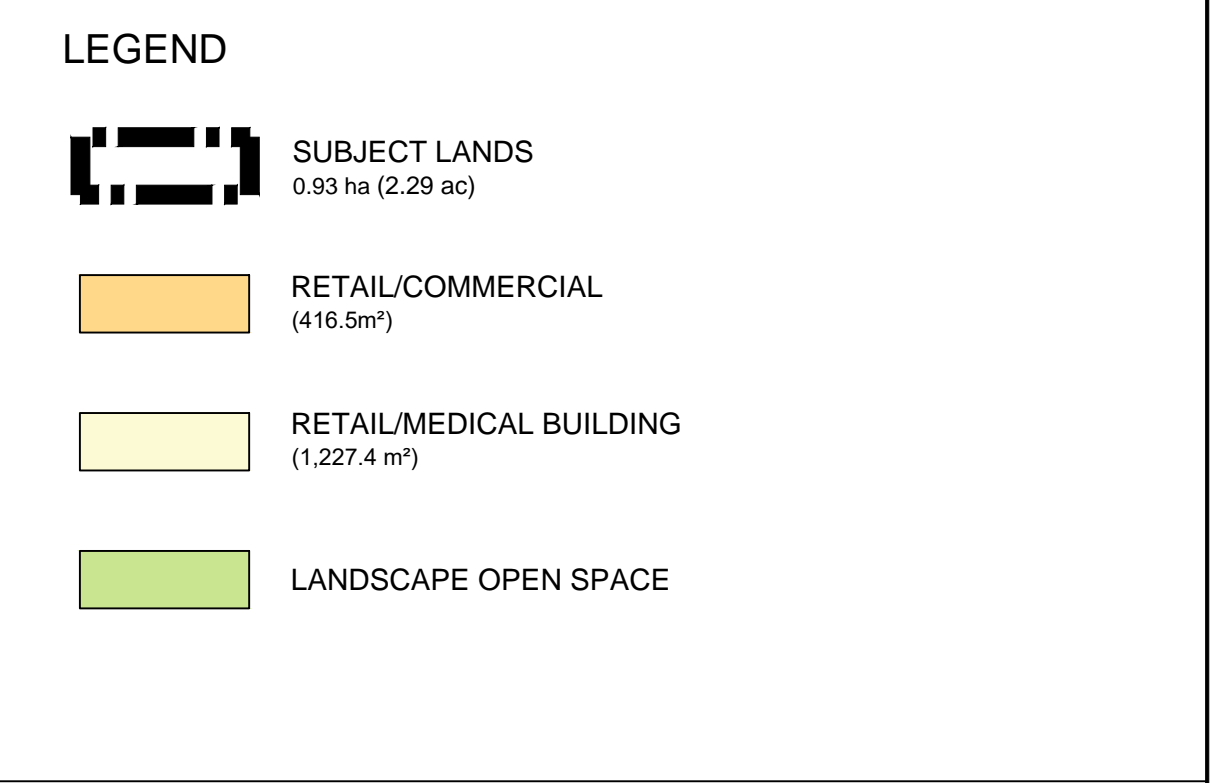 LEGEND
SUBJECT LANDS
0.93 ha (2.29 ac)
RETAIL/COMMERCIAL
(416.5m²)
RETAIL/MEDICAL BUILDING
(1,227.4 m²)
LANDSCAPE OPEN SPACE